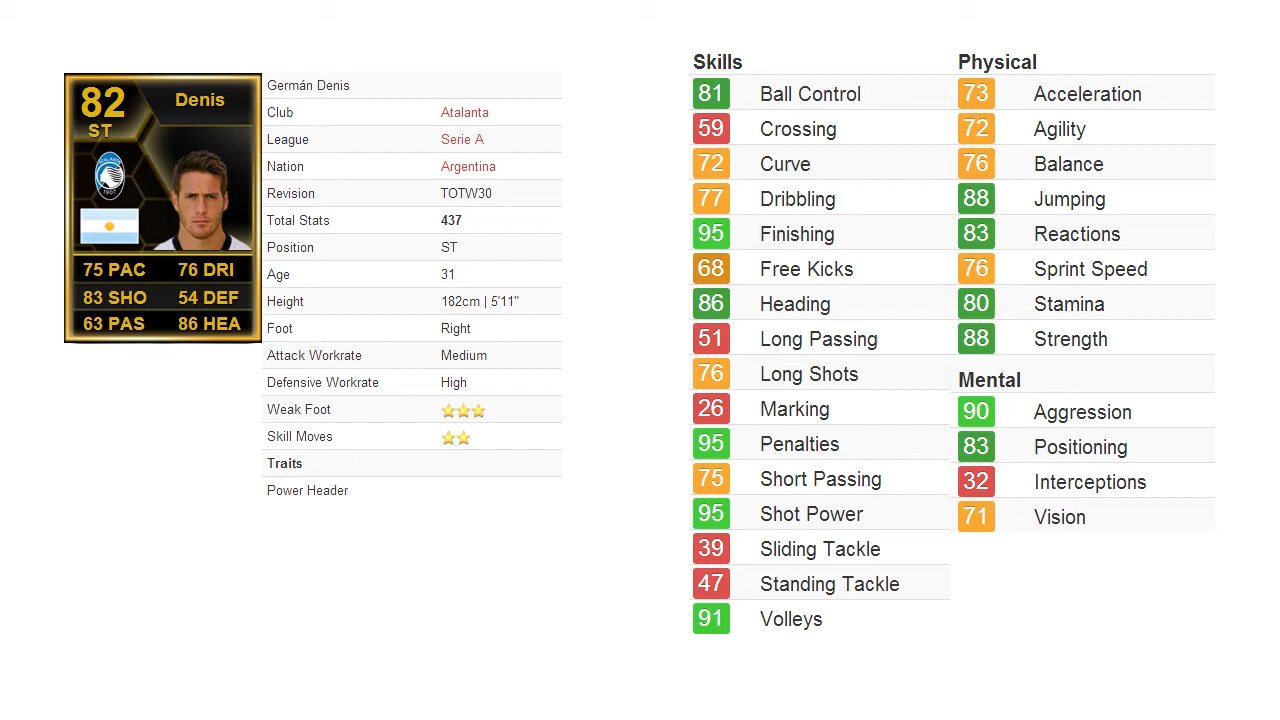 82
ST
Denis
ATALANTA
1907
75 PAC 76 DRI
83 SHO 54 DEF
63 PAS 86 HEA
Germán Denis
Club Atalanta
League Serie A
Nation Argentina
Revision TOTW30
Total Stats 437
Position ST
Age 31
Height 182cm | 5'11"
Foot Right
Attack Workrate Medium
Defensive Workrate High
Weak Foot
Skill Moves
Traits
Power Header
Skills
81 Ball Control
59 Crossing
72 Curve
77 Dribbling
95 Finishing
68 Free Kicks
86 Heading
51 Long Passing
76 Long Shots
26 Marking
95 Penalties
75 Short Passing
95 Shot Power
39 Sliding Tackle
47 Standing Tackle
91 Volleys
Physical
73 Acceleration
72 Agility
76 Balance
88 Jumping
83 Reactions
76 Sprint Speed
80 Stamina
88 Strength
Mental
90 Aggression
83 Positioning
32 Interceptions
71 Vision